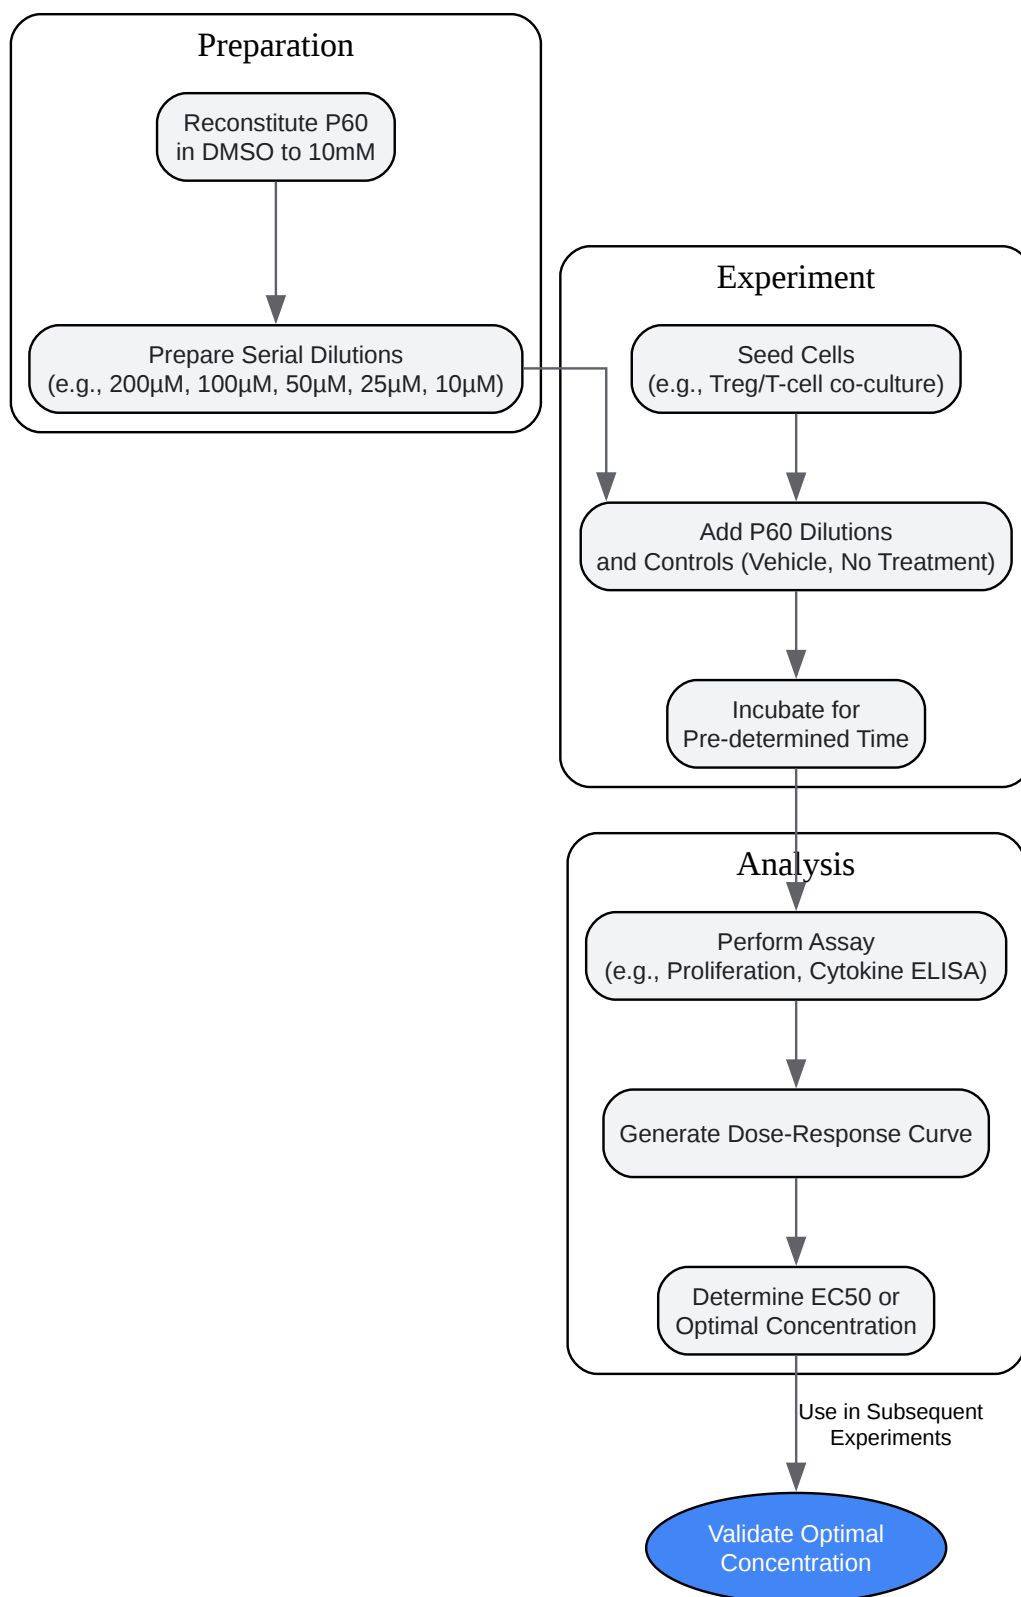 Preparation
Reconstitute P60
in DMSO to 10mM
Prepare Serial Dilutions
(e.g., 200µM, 100µM, 50µM, 25µM, 10µM)
Experiment
Seed Cells
(e.g., Treg/T-cell co-culture)
Add P60 Dilutions
and Controls (Vehicle, No Treatment)
Incubate for
Pre-determined Time
Analysis
Perform Assay
(e.g., Proliferation, Cytokine ELISA)
Generate Dose-Response Curve
Determine EC50 or
Optimal Concentration
Use in Subsequent
Experiments
Validate Optimal
Concentration